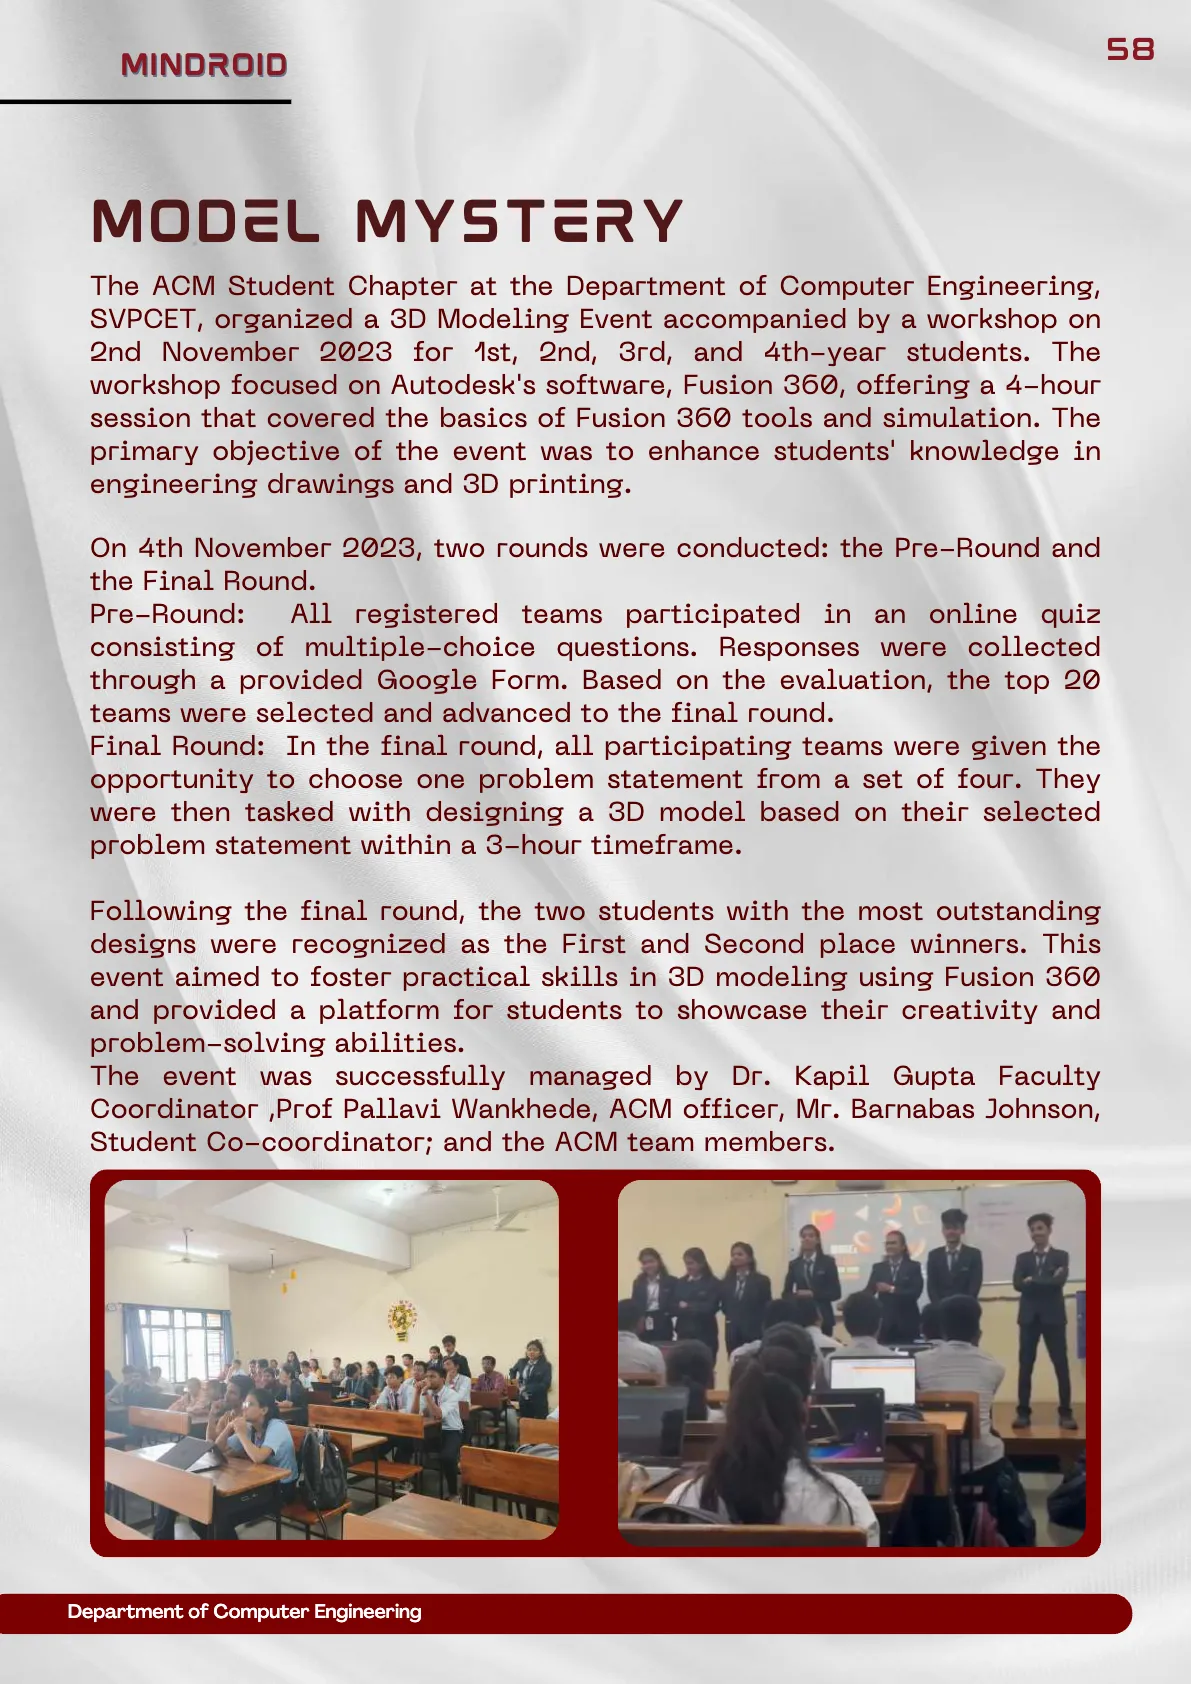 MINDROID
58
MODEL MYSTERY
The ACM Student Chapter at the Department of Computer Engineering,
SVPCET, organized a 3D Modeling Event accompanied by a workshop on
2nd November 2023 for 1st, 2nd, 3rd, and 4th-year students. The
workshop focused on Autodesk's software, Fusion 360, offering a 4-hour
session that covered the basics of Fusion 360 tools and simulation. The
primary objective of the event was to enhance students' knowledge in
engineering drawings and 3D printing.
On 4th November 2023, two rounds were conducted: the Pre-Round and
the Final Round.
Pre-Round: All registered teams participated in an online quiz
consisting of multiple-choice questions. Responses were collected
through a provided Google Form. Based on the evaluation, the top 20
teams were selected and advanced to the final round.
Final Round: In the final round, all participating teams were given the
opportunity to choose one problem statement from a set of four. They
were then tasked with designing a 3D model based on their selected
problem statement within a 3-hour timeframe.
Following the final round, the two students with the most outstanding
designs were recognized as the First and Second place winners. This
event aimed to foster practical skills in 3D modeling using Fusion 360
and provided a platform for students to showcase their creativity and
problem-solving abilities.
The event was successfully managed by Dr. Kapil Gupta Faculty
Coordinator ,Prof Pallavi Wankhede, ACM officer, Mr. Barnabas Johnson,
Student Co-coordinator; and the ACM team members.
Department of Computer Engineering